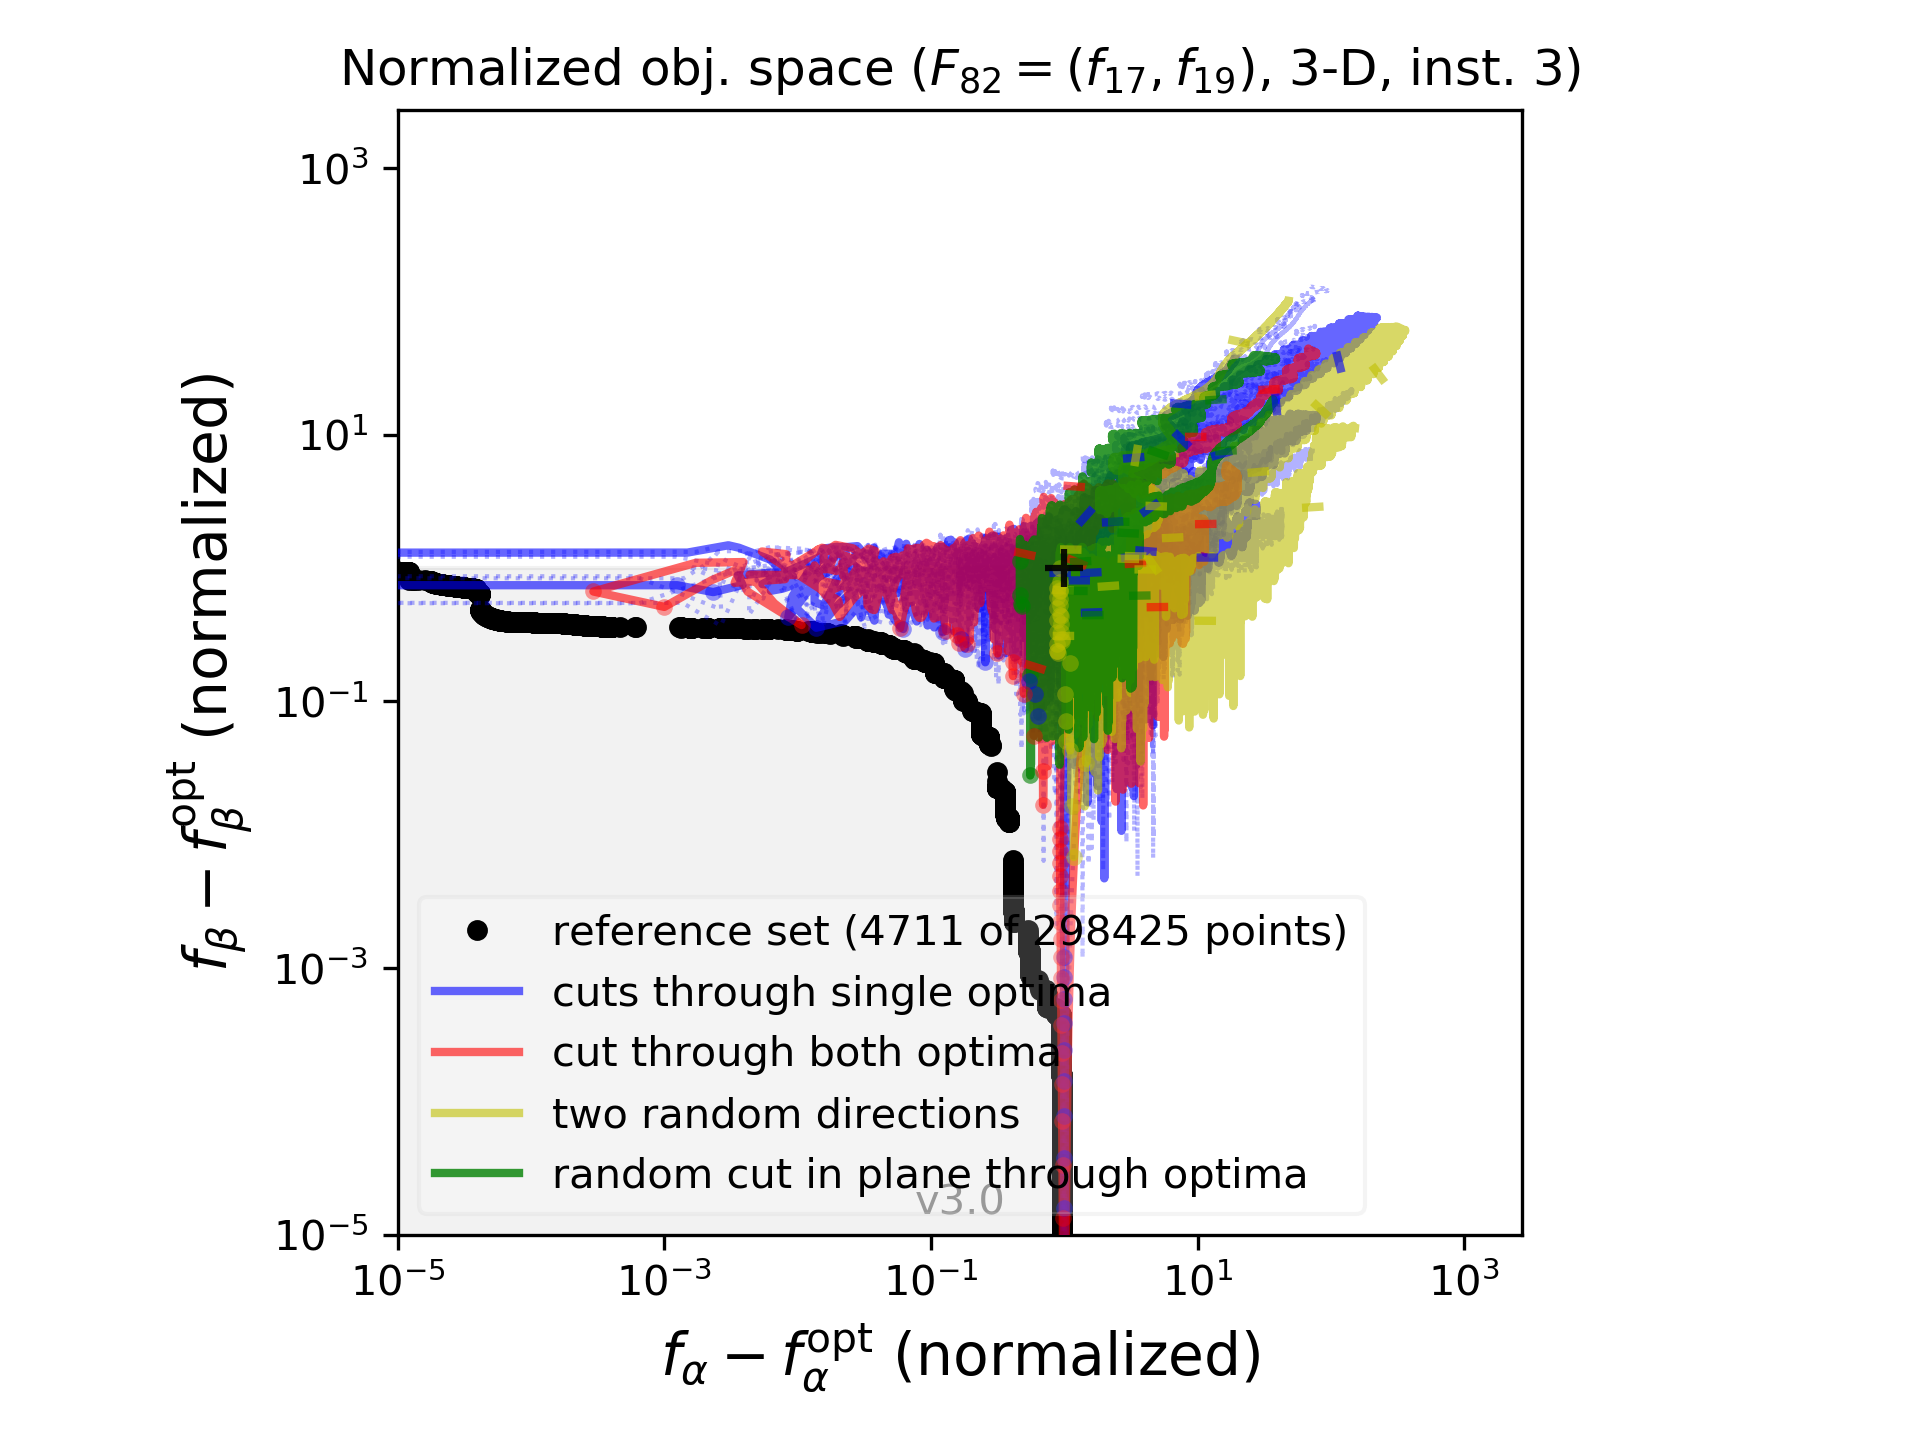 Normalized obj. space (F₈₂ = (f₁₇, f₁₉), 3-D, inst. 3)
10³
10¹
10⁻¹
10⁻³
10⁻⁵
f_β − f_β^opt (normalized)
reference set (4711 of 298425 points)
cuts through single optima
cut through both optima
two random directions
random cut in plane through optima
v3.0
10⁻⁵ 10⁻³ 10⁻¹ 10¹ 10³
f_α − f_α^opt (normalized)